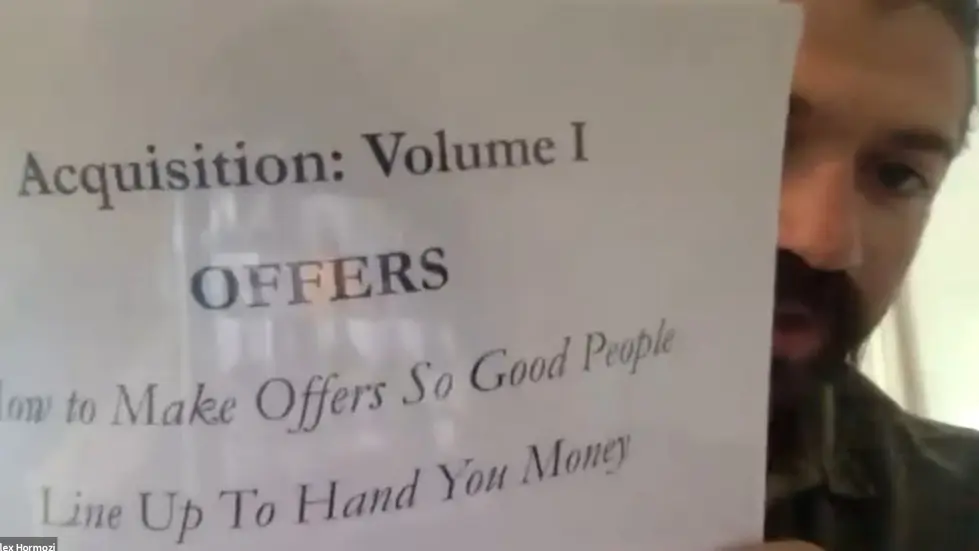 Acquisition: Volume I
OFFERS
ow to Make Offers So Good People
Line Up To Hand You Money
lex Hormozi